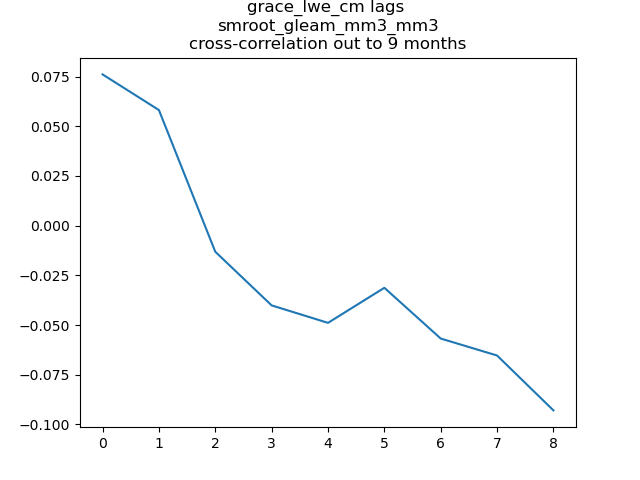 grace_lwe_cm lags
smroot_gleam_mm3_mm3
cross-correlation out to 9 months
0.075
0.050
0.025
0.000
−0.025
−0.050
−0.075
−0.100
0 1 2 3 4 5 6 7 8